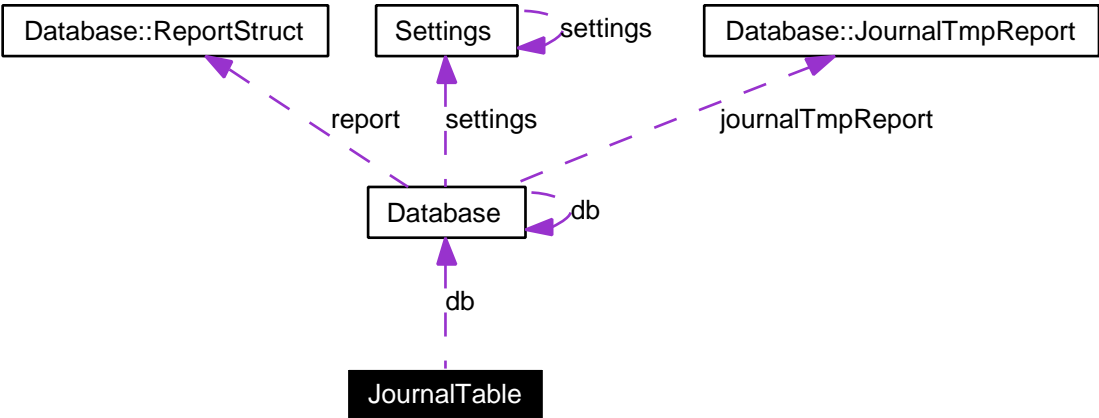 Database::ReportStruct
Settings
settings
Database::JournalTmpReport
report
settings
journalTmpReport
Database
db
db
JournalTable